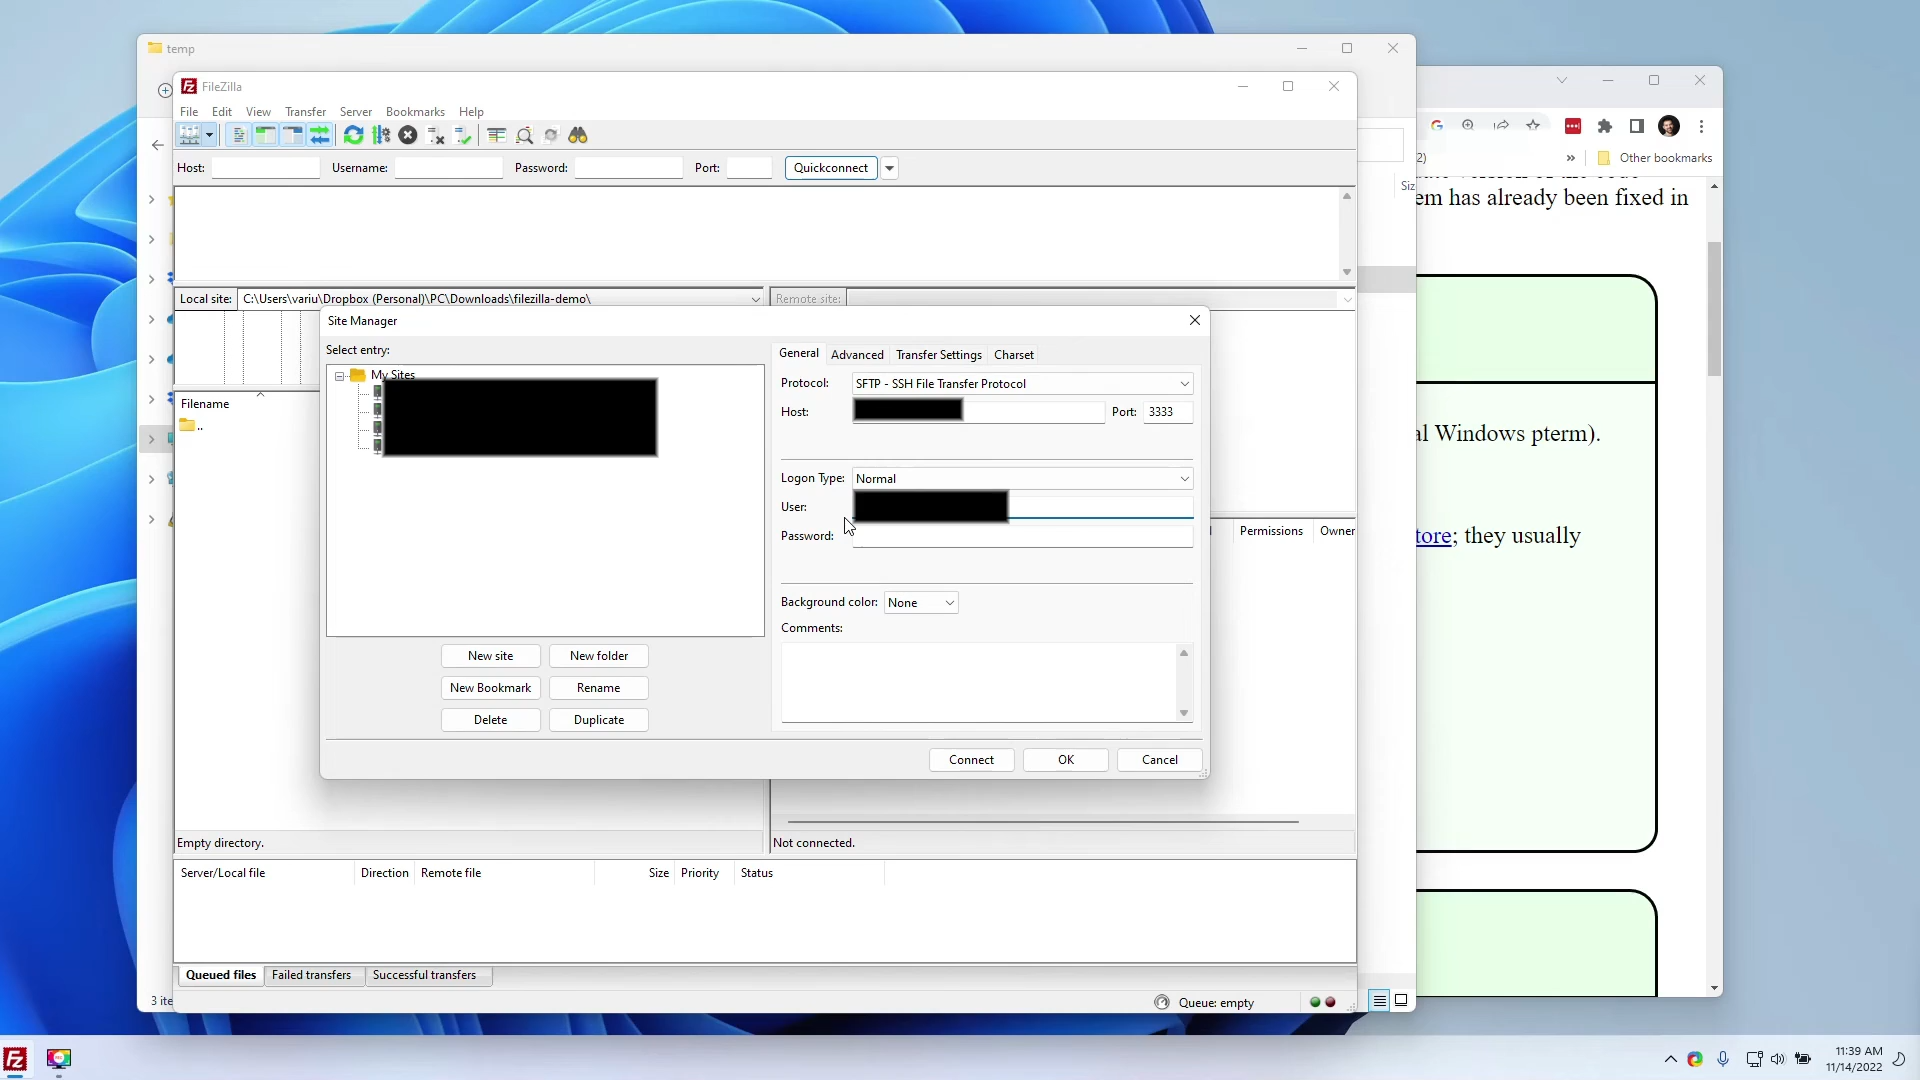 temp
FileZilla
File Edit View Transfer Server Bookmarks Help
Host: Username: Password: Port: Quickconnect
2) » Other bookmarks
Siz
em has already been fixed in
Local site: C:\Users\variu\Dropbox (Personal)\PC\Downloads\filezilla-demo\ Remote site:
Site Manager
Select entry:
My Sites
General Advanced Transfer Settings Charset
Protocol: SFTP - SSH File Transfer Protocol
Host: Port: 3333
Filename
..
al Windows pterm).
Logon Type: Normal
User:
Password:
Permissions Owner
tore; they usually
Background color: None
Comments:
New site New folder
New Bookmark Rename
Delete Duplicate
Connect OK Cancel
Empty directory. Not connected.
Server/Local file Direction Remote file Size Priority Status
Queued files Failed transfers Successful transfers
3 ite
Queue: empty
11:39 AM
11/14/2022